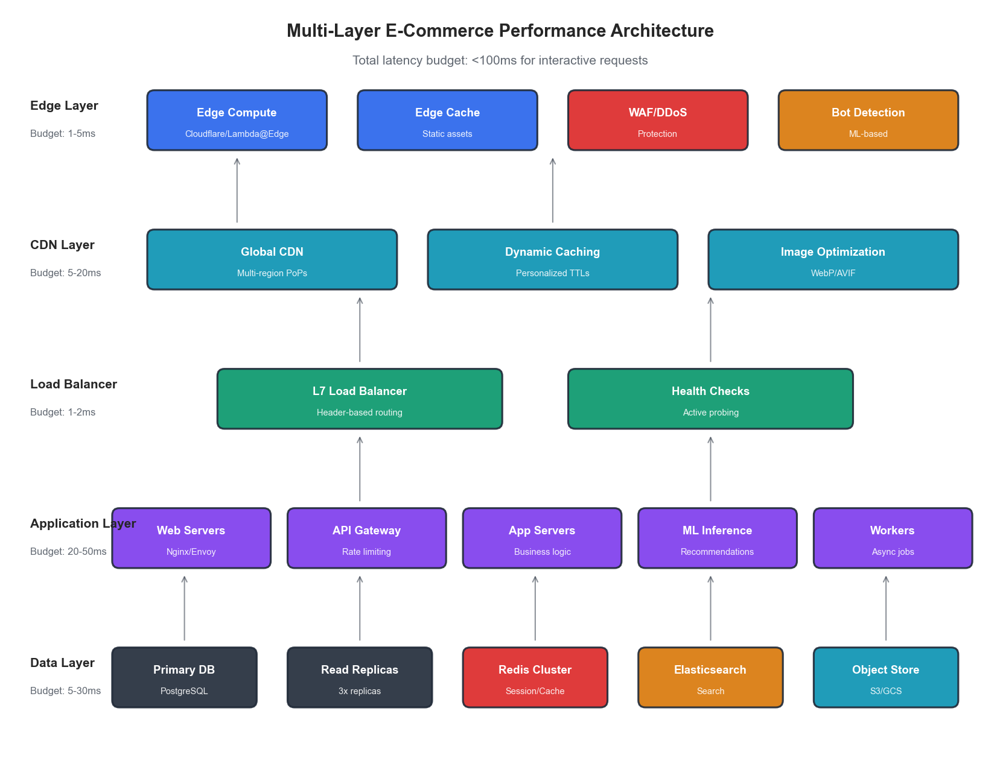 Multi-Layer E-Commerce Performance Architecture
Total latency budget: <100ms for interactive requests
Edge Layer
Budget: 1-5ms
Edge Compute
Cloudflare/Lambda@Edge
Edge Cache
Static assets
WAF/DDoS
Protection
Bot Detection
ML-based
CDN Layer
Budget: 5-20ms
Global CDN
Multi-region PoPs
Dynamic Caching
Personalized TTLs
Image Optimization
WebP/AVIF
Load Balancer
Budget: 1-2ms
L7 Load Balancer
Header-based routing
Health Checks
Active probing
Application Layer
Budget: 20-50ms
Web Servers
Nginx/Envoy
API Gateway
Rate limiting
App Servers
Business logic
ML Inference
Recommendations
Workers
Async jobs
Data Layer
Budget: 5-30ms
Primary DB
PostgreSQL
Read Replicas
3x replicas
Redis Cluster
Session/Cache
Elasticsearch
Search
Object Store
S3/GCS